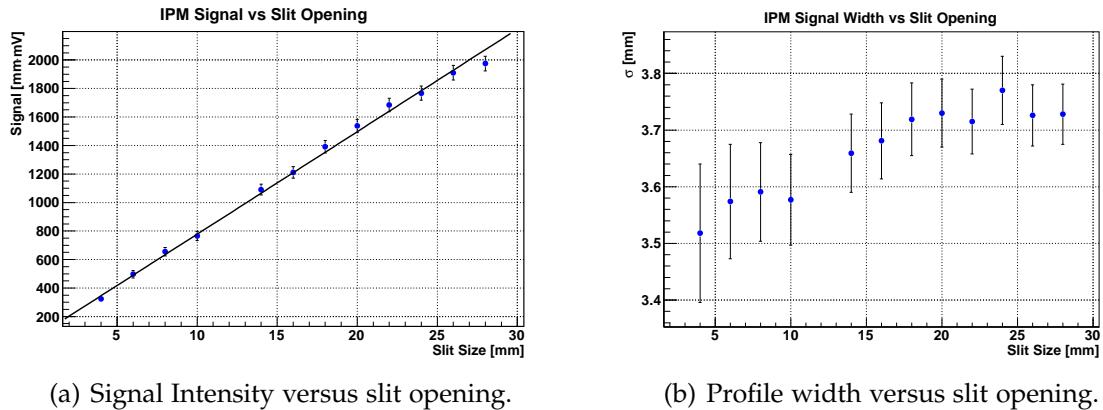 IPM Signal vs Slit Opening
Signal [mm·mV]
2000
1800
1600
1400
1200
1000
800
600
400
200
5 10 15 20 25 30
Slit Size [mm]
(a) Signal Intensity versus slit opening.
IPM Signal Width vs Slit Opening
σ [mm]
3.8
3.7
3.6
3.5
3.4
5 10 15 20 25 30
Slit Size [mm]
(b) Profile width versus slit opening.